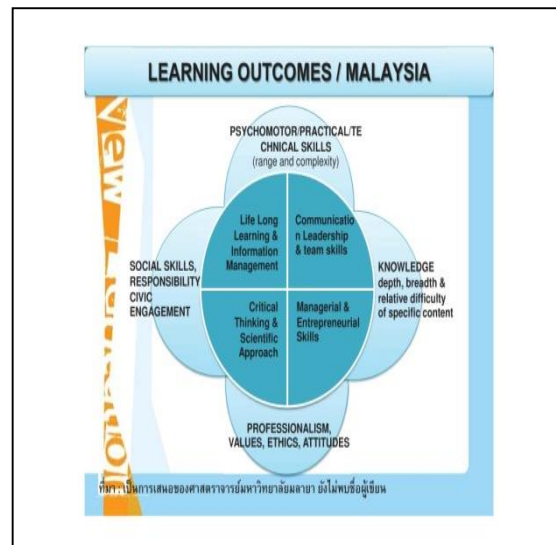 LEARNING OUTCOMES / MALAYSIA
PSYCHOMOTOR/PRACTICAL/TE
CHNICAL SKILLS
(range and complexity)
Life Long
Learning &
Information
Management
Communicatio
n Leadership
& team skills
SOCIAL SKILLS,
RESPONSIBILITY
CIVIC
ENGAGEMENT
KNOWLEDGE
depth, breadth &
relative difficulty
of specific content
Critical
Thinking &
Scientific
Approach
Managerial &
Entrepreneurial
Skills
PROFESSIONALISM,
VALUES, ETHICS, ATTITUDES
ที่มา : เป็นการเสนอของศาสตราจารย์มหาวิทยาลัยมลายา ยังไม่พบชื่อผู้เขียน